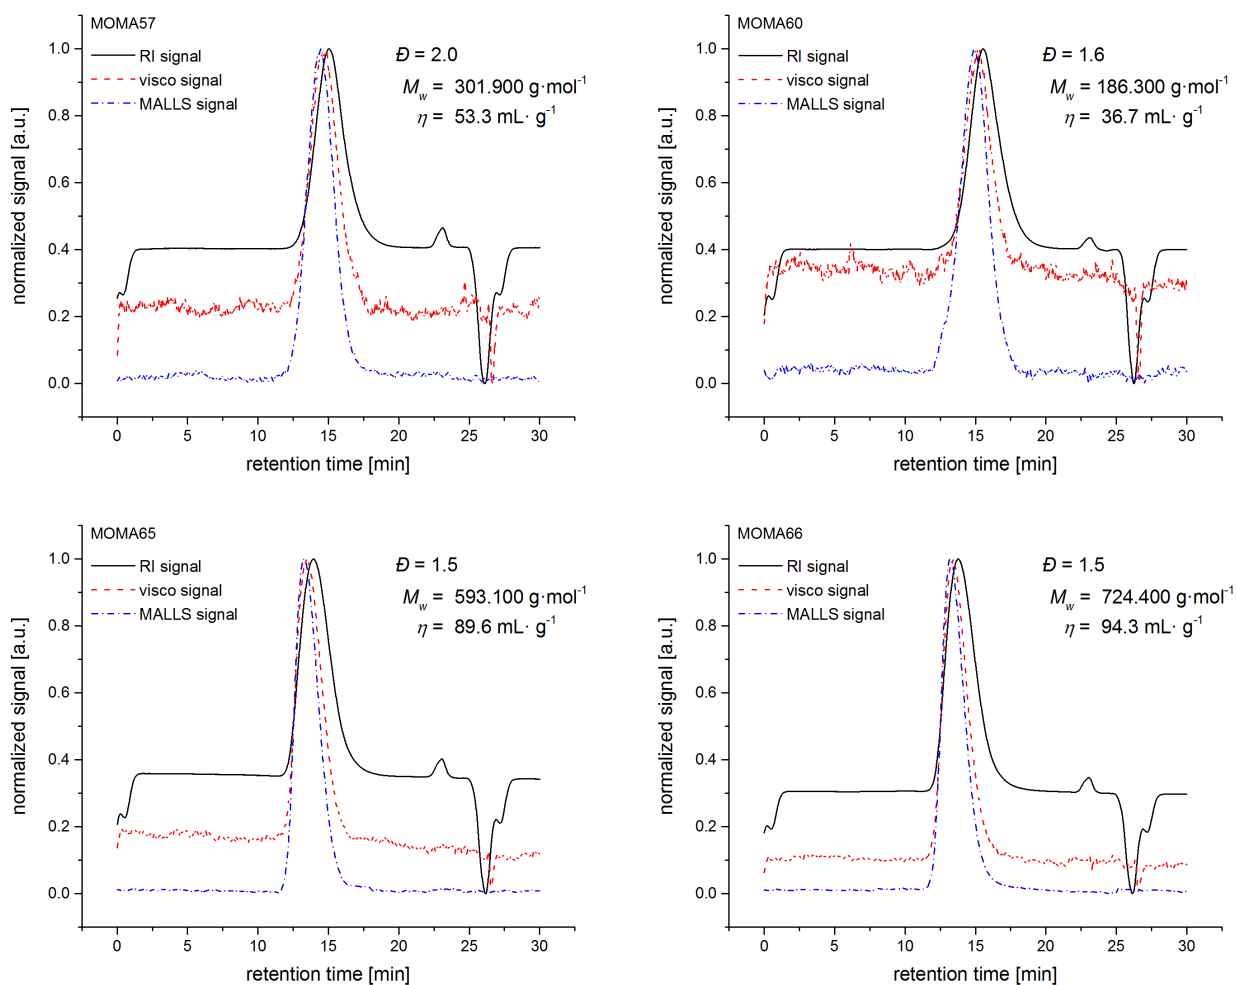 MOMA57
RI signal
visco signal
MALLS signal
Đ = 2.0
Mw = 301.900 g·mol-1
η = 53.3 mL· g-1
normalized signal [a.u.]
1.0
0.8
0.6
0.4
0.2
0.0
0 5 10 15 20 25 30
retention time [min]
MOMA60
RI signal
visco signal
MALLS signal
Đ = 1.6
Mw = 186.300 g·mol-1
η = 36.7 mL· g-1
normalized signal [a.u.]
1.0
0.8
0.6
0.4
0.2
0.0
0 5 10 15 20 25 30
retention time [min]
MOMA65
RI signal
visco signal
MALLS signal
Đ = 1.5
Mw = 593.100 g·mol-1
η = 89.6 mL· g-1
normalized signal [a.u.]
1.0
0.8
0.6
0.4
0.2
0.0
0 5 10 15 20 25 30
retention time [min]
MOMA66
RI signal
visco signal
MALLS signal
Đ = 1.5
Mw = 724.400 g·mol-1
η = 94.3 mL· g-1
normalized signal [a.u.]
1.0
0.8
0.6
0.4
0.2
0.0
0 5 10 15 20 25 30
retention time [min]